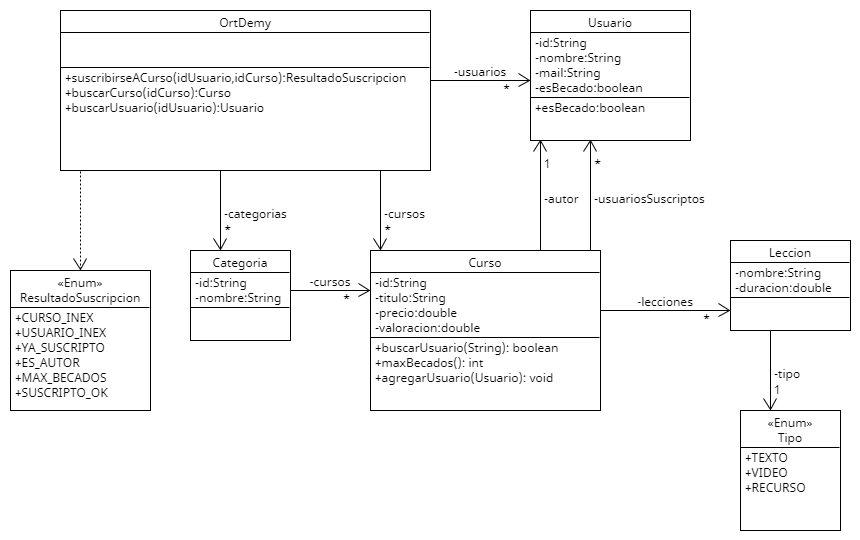 OrtDemy
+suscribirseACurso(idUsuario,idCurso):ResultadoSuscripcion
+buscarCurso(idCurso):Curso
+buscarUsuario(idUsuario):Usuario
-usuarios
*
Usuario
-id:String
-nombre:String
-mail:String
-esBecado:boolean
+esBecado:boolean
1
-autor
*
-usuariosSuscriptos
-categorias
*
-cursos
*
«Enum»
ResultadoSuscripcion
+CURSO_INEX
+USUARIO_INEX
+YA_SUSCRIPTO
+ES_AUTOR
+MAX_BECADOS
+SUSCRIPTO_OK
Categoria
-id:String
-nombre:String
-cursos
*
Curso
-id:String
-titulo:String
-precio:double
-valoracion:double
+buscarUsuario(String): boolean
+maxBecados(): int
+agregarUsuario(Usuario): void
-lecciones
*
Leccion
-nombre:String
-duracion:double
-tipo
1
«Enum»
Tipo
+TEXTO
+VIDEO
+RECURSO